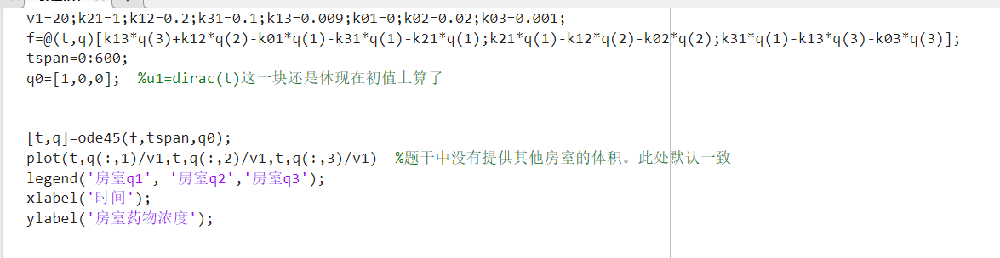 v1=20;k21=1;k12=0.2;k31=0.1;k13=0.009;k01=0;k02=0.02;k03=0.001;
f=@(t,q)[k13*q(3)+k12*q(2)-k01*q(1)-k31*q(1)-k21*q(1);k21*q(1)-k12*q(2)-k02*q(2);k31*q(1)-k13*q(3)-k03*q(3)];
tspan=0:600;
q0=[1,0,0];  %u1=dirac(t)这一块还是体现在初值上算了
[t,q]=ode45(f,tspan,q0);
plot(t,q(:,1)/v1,t,q(:,2)/v1,t,q(:,3)/v1)  %题干中没有提供其他房室的体积。此处默认一致
legend('房室q1', '房室q2','房室q3');
xlabel('时间');
ylabel('房室药物浓度');